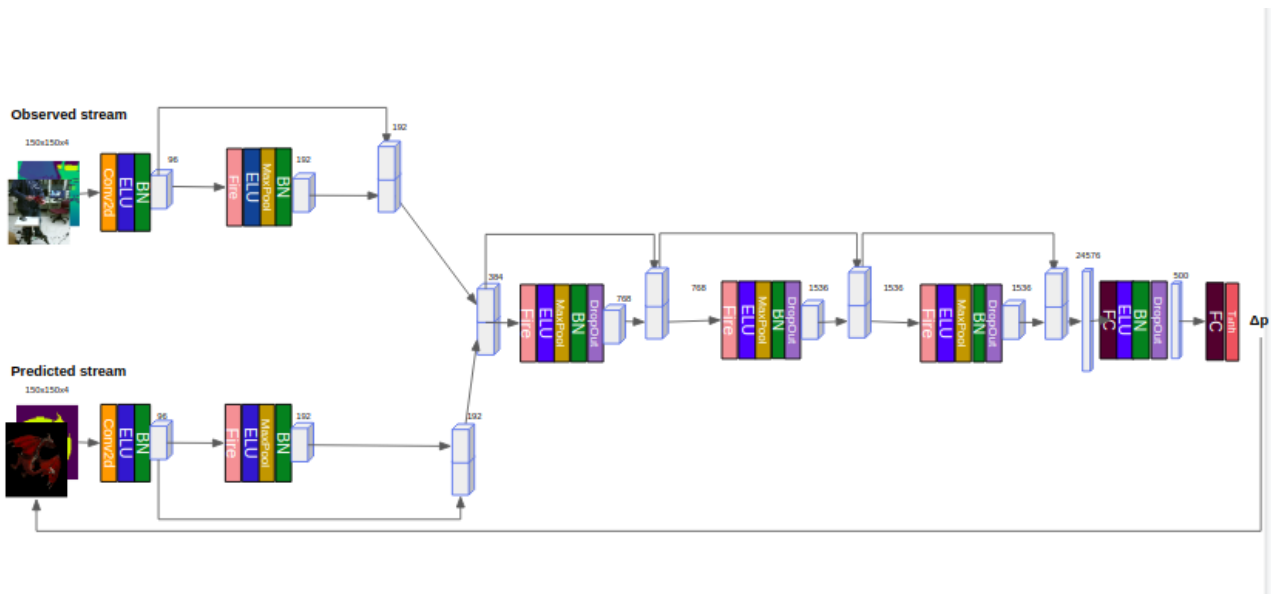 Observed stream
150x150x4
Conv2d
ELU
BN
96
Fire
ELU
MaxPool
BN
192
192
384
Fire
ELU
MaxPool
BN
DropOut
768
768
Fire
ELU
MaxPool
BN
DropOut
1536
1536
Fire
ELU
MaxPool
BN
DropOut
1536
24576
FC
ELU
BN
DropOut
500
FC
Tanh
Δp
Predicted stream
150x150x4
Conv2d
ELU
BN
96
Fire
ELU
MaxPool
BN
192
192